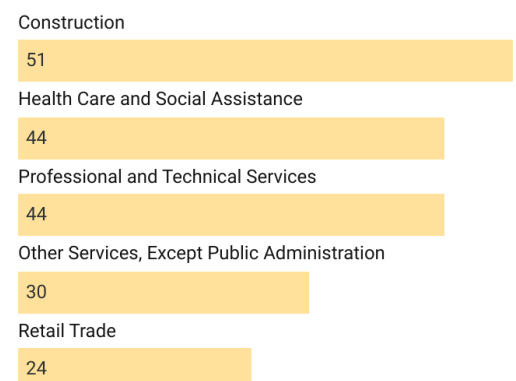 Construction
51
Health Care and Social Assistance
44
Professional and Technical Services
44
Other Services, Except Public Administration
30
Retail Trade
24